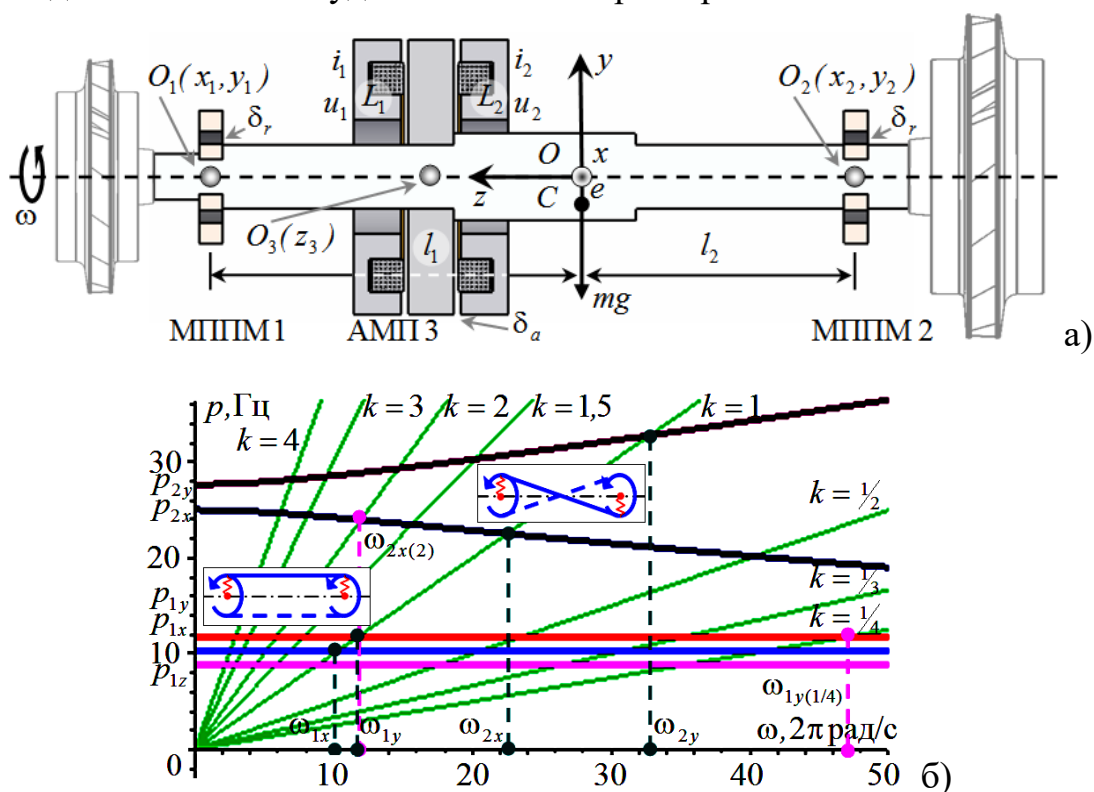 i₁ i₂ y
O₁(x₁, y₁) L₁ L₂ O₂(x₂, y₂)
u₁ u₂
δᵣ δᵣ
O x
ω z C e
O₃(z₃) l₁ l₂
mg
МППМ 1 АМП 3 δₐ МППМ 2 а)
p, Гц k = 3 k = 2 k = 1,5 k = 1
k = 4
30
p₂y
k = 1/2
p₂x
20 ω₂x(2)
k = 1/3
p₁y
k = 1/4
p₁x
10
p₁z
ω₁y(1/4)
ω₁x ω₁y ω₂x ω₂y ω, 2π рад/с
0 10 20 30 40 50 б)